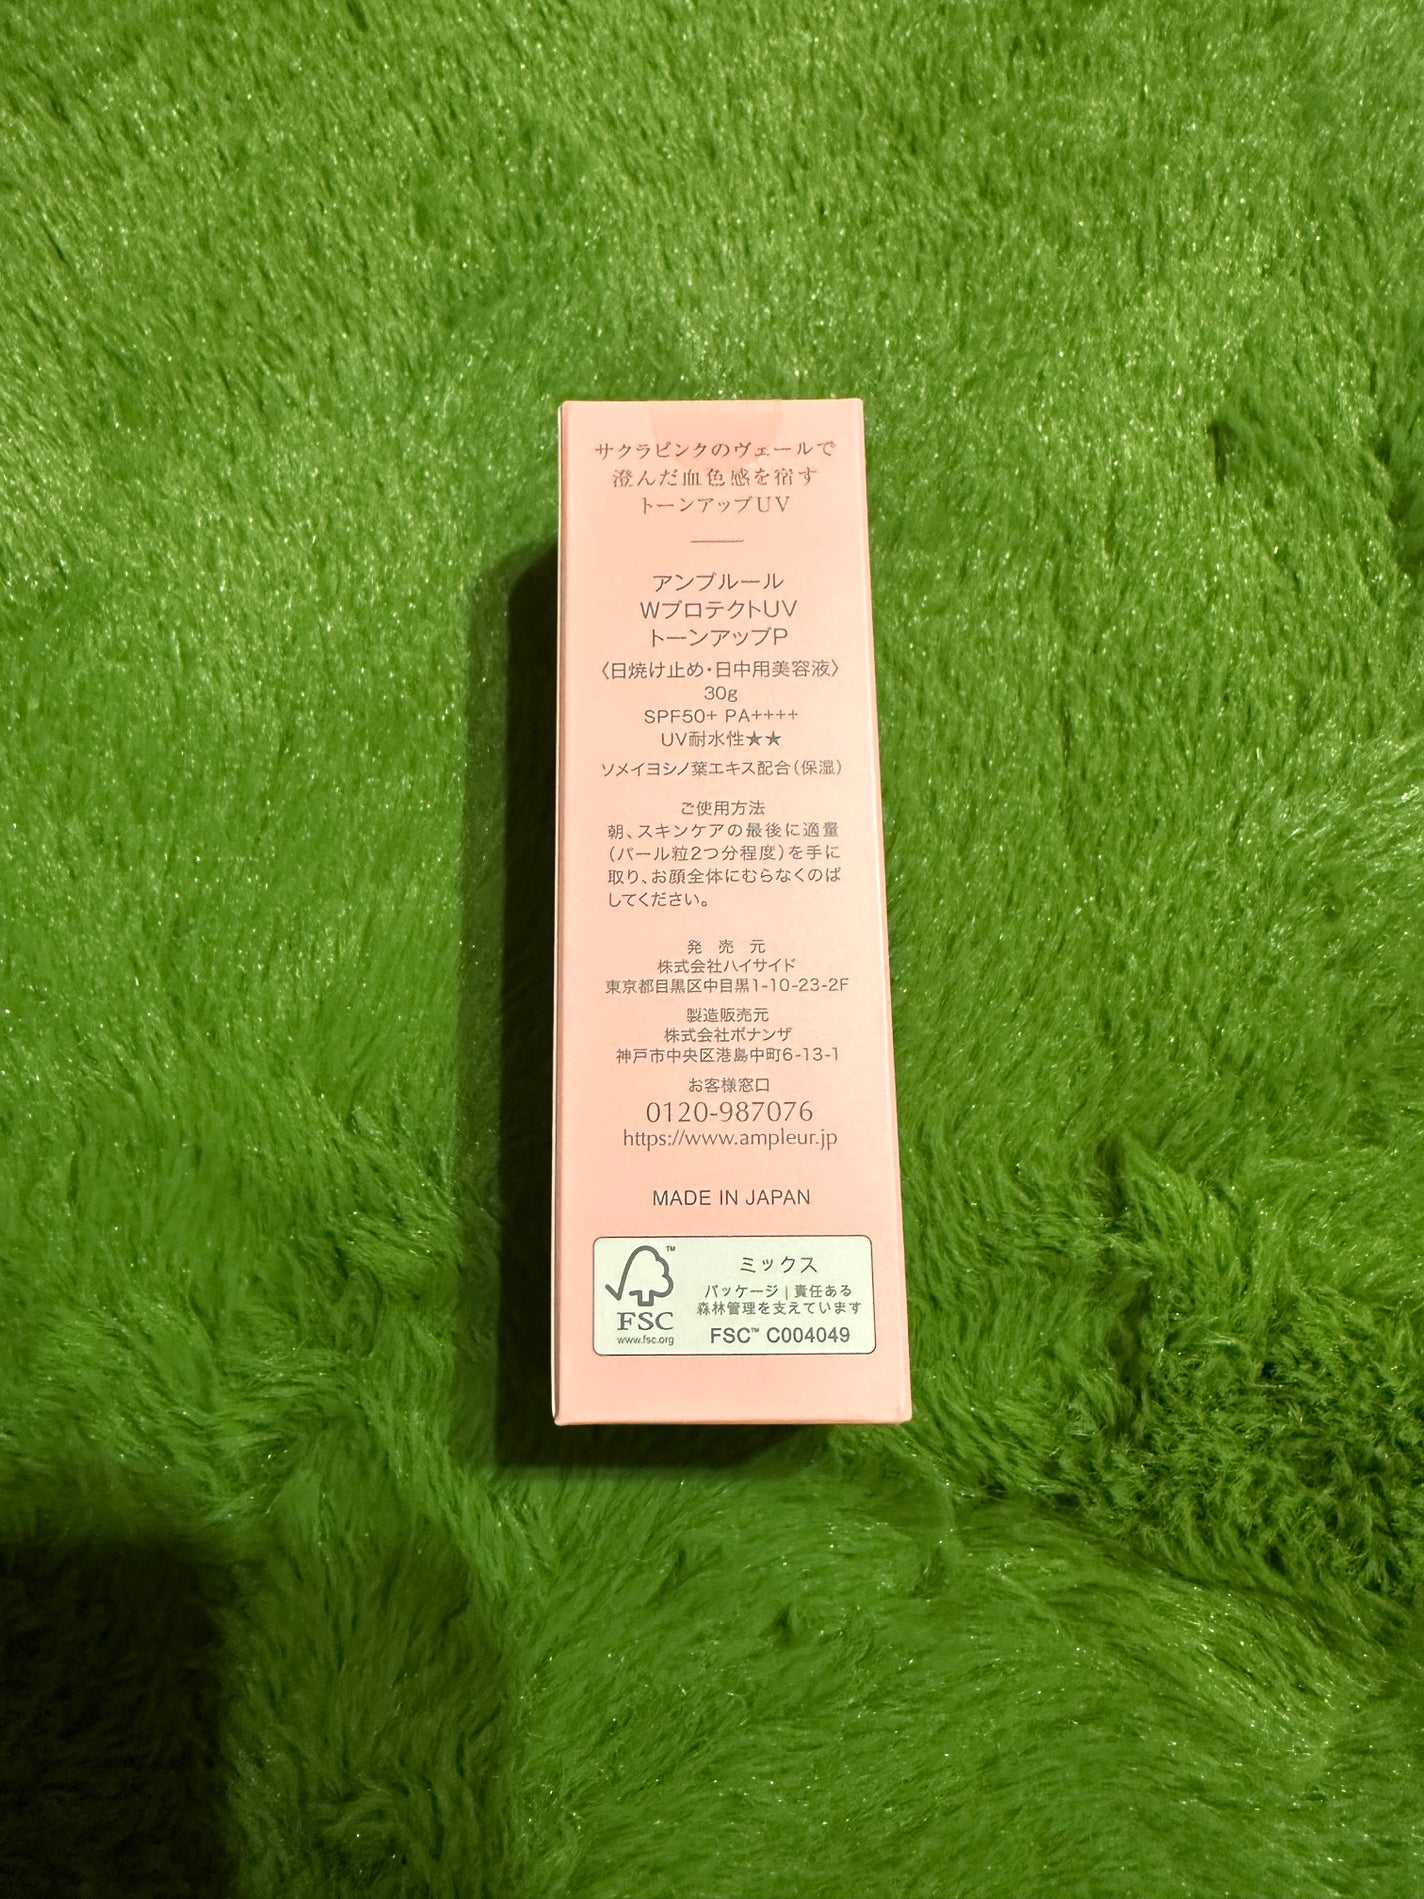 サクラピンクのヴェールで
澄んだ血色感を宿す
トーンアップUV
アンプルール
WプロテクトUV
トーンアップP
〈日焼け止め・日中用美容液〉
30g
SPF50+ PA++++
UV耐水性★★
ソメイヨシノ葉エキス配合(保湿)
ご使用方法
朝、スキンケアの最後に適量
(パール粒2つ分程度)を手に
取り、お顔全体にむらなくのば
してください。
発 売 元
株式会社ハイサイド
東京都目黒区中目黒1-10-23-2F
製造販売元
株式会社ボナンザ
神戸市中央区港島中町6-13-1
お客様窓口
0120-987076
https://www.ampleur.jp
MADE IN JAPAN
™
FSC
www.fsc.org
ミックス
パッケージ | 責任ある
森林管理を支えています
FSC™ C004049